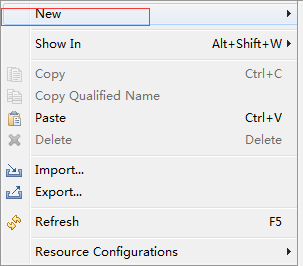 New
Show In Alt+Shift+W
Copy Ctrl+C
Copy Qualified Name
Paste Ctrl+V
Delete Delete
Import...
Export...
Refresh F5
Resource Configurations